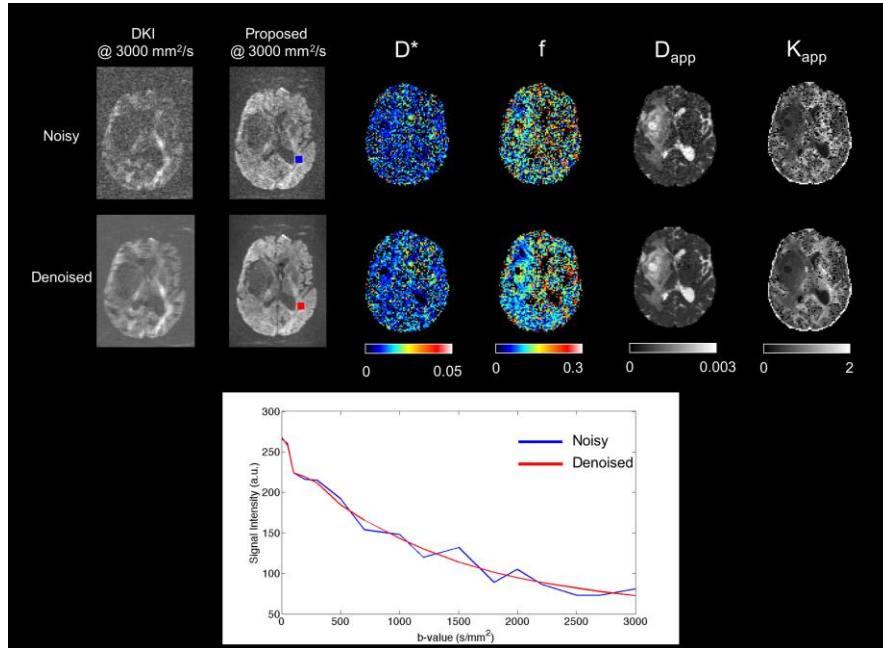 DKI
@ 3000 mm²/s
Proposed
@ 3000 mm²/s
D*
f
D_app
K_app
Noisy
Denoised
0
0.05
0
0.3
0
0.003
0
2
300
250
200
150
100
50
Signal Intensity (a.u.)
Noisy
Denoised
0
500
1000
1500
2000
2500
3000
b-value (s/mm²)